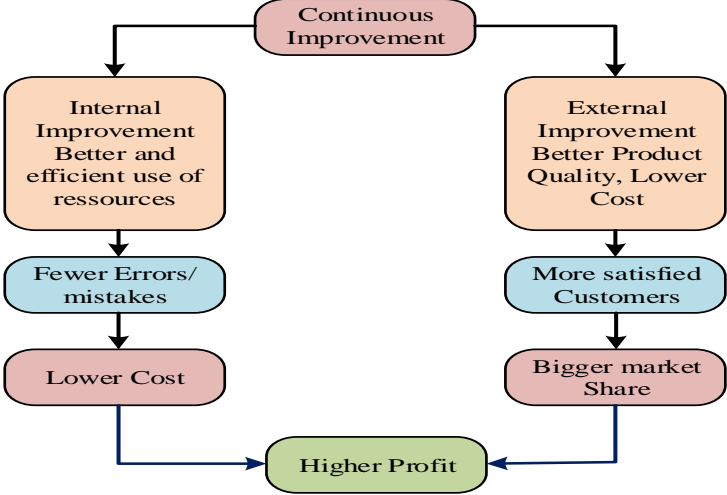 Continuous
Improvement
Internal
Improvement
Better and
efficient use of
ressources
External
Improvement
Better Product
Quality, Lower
Cost
Fewer Errors/
mistakes
More satisfied
Customers
Lower Cost
Bigger market
Share
Higher Profit